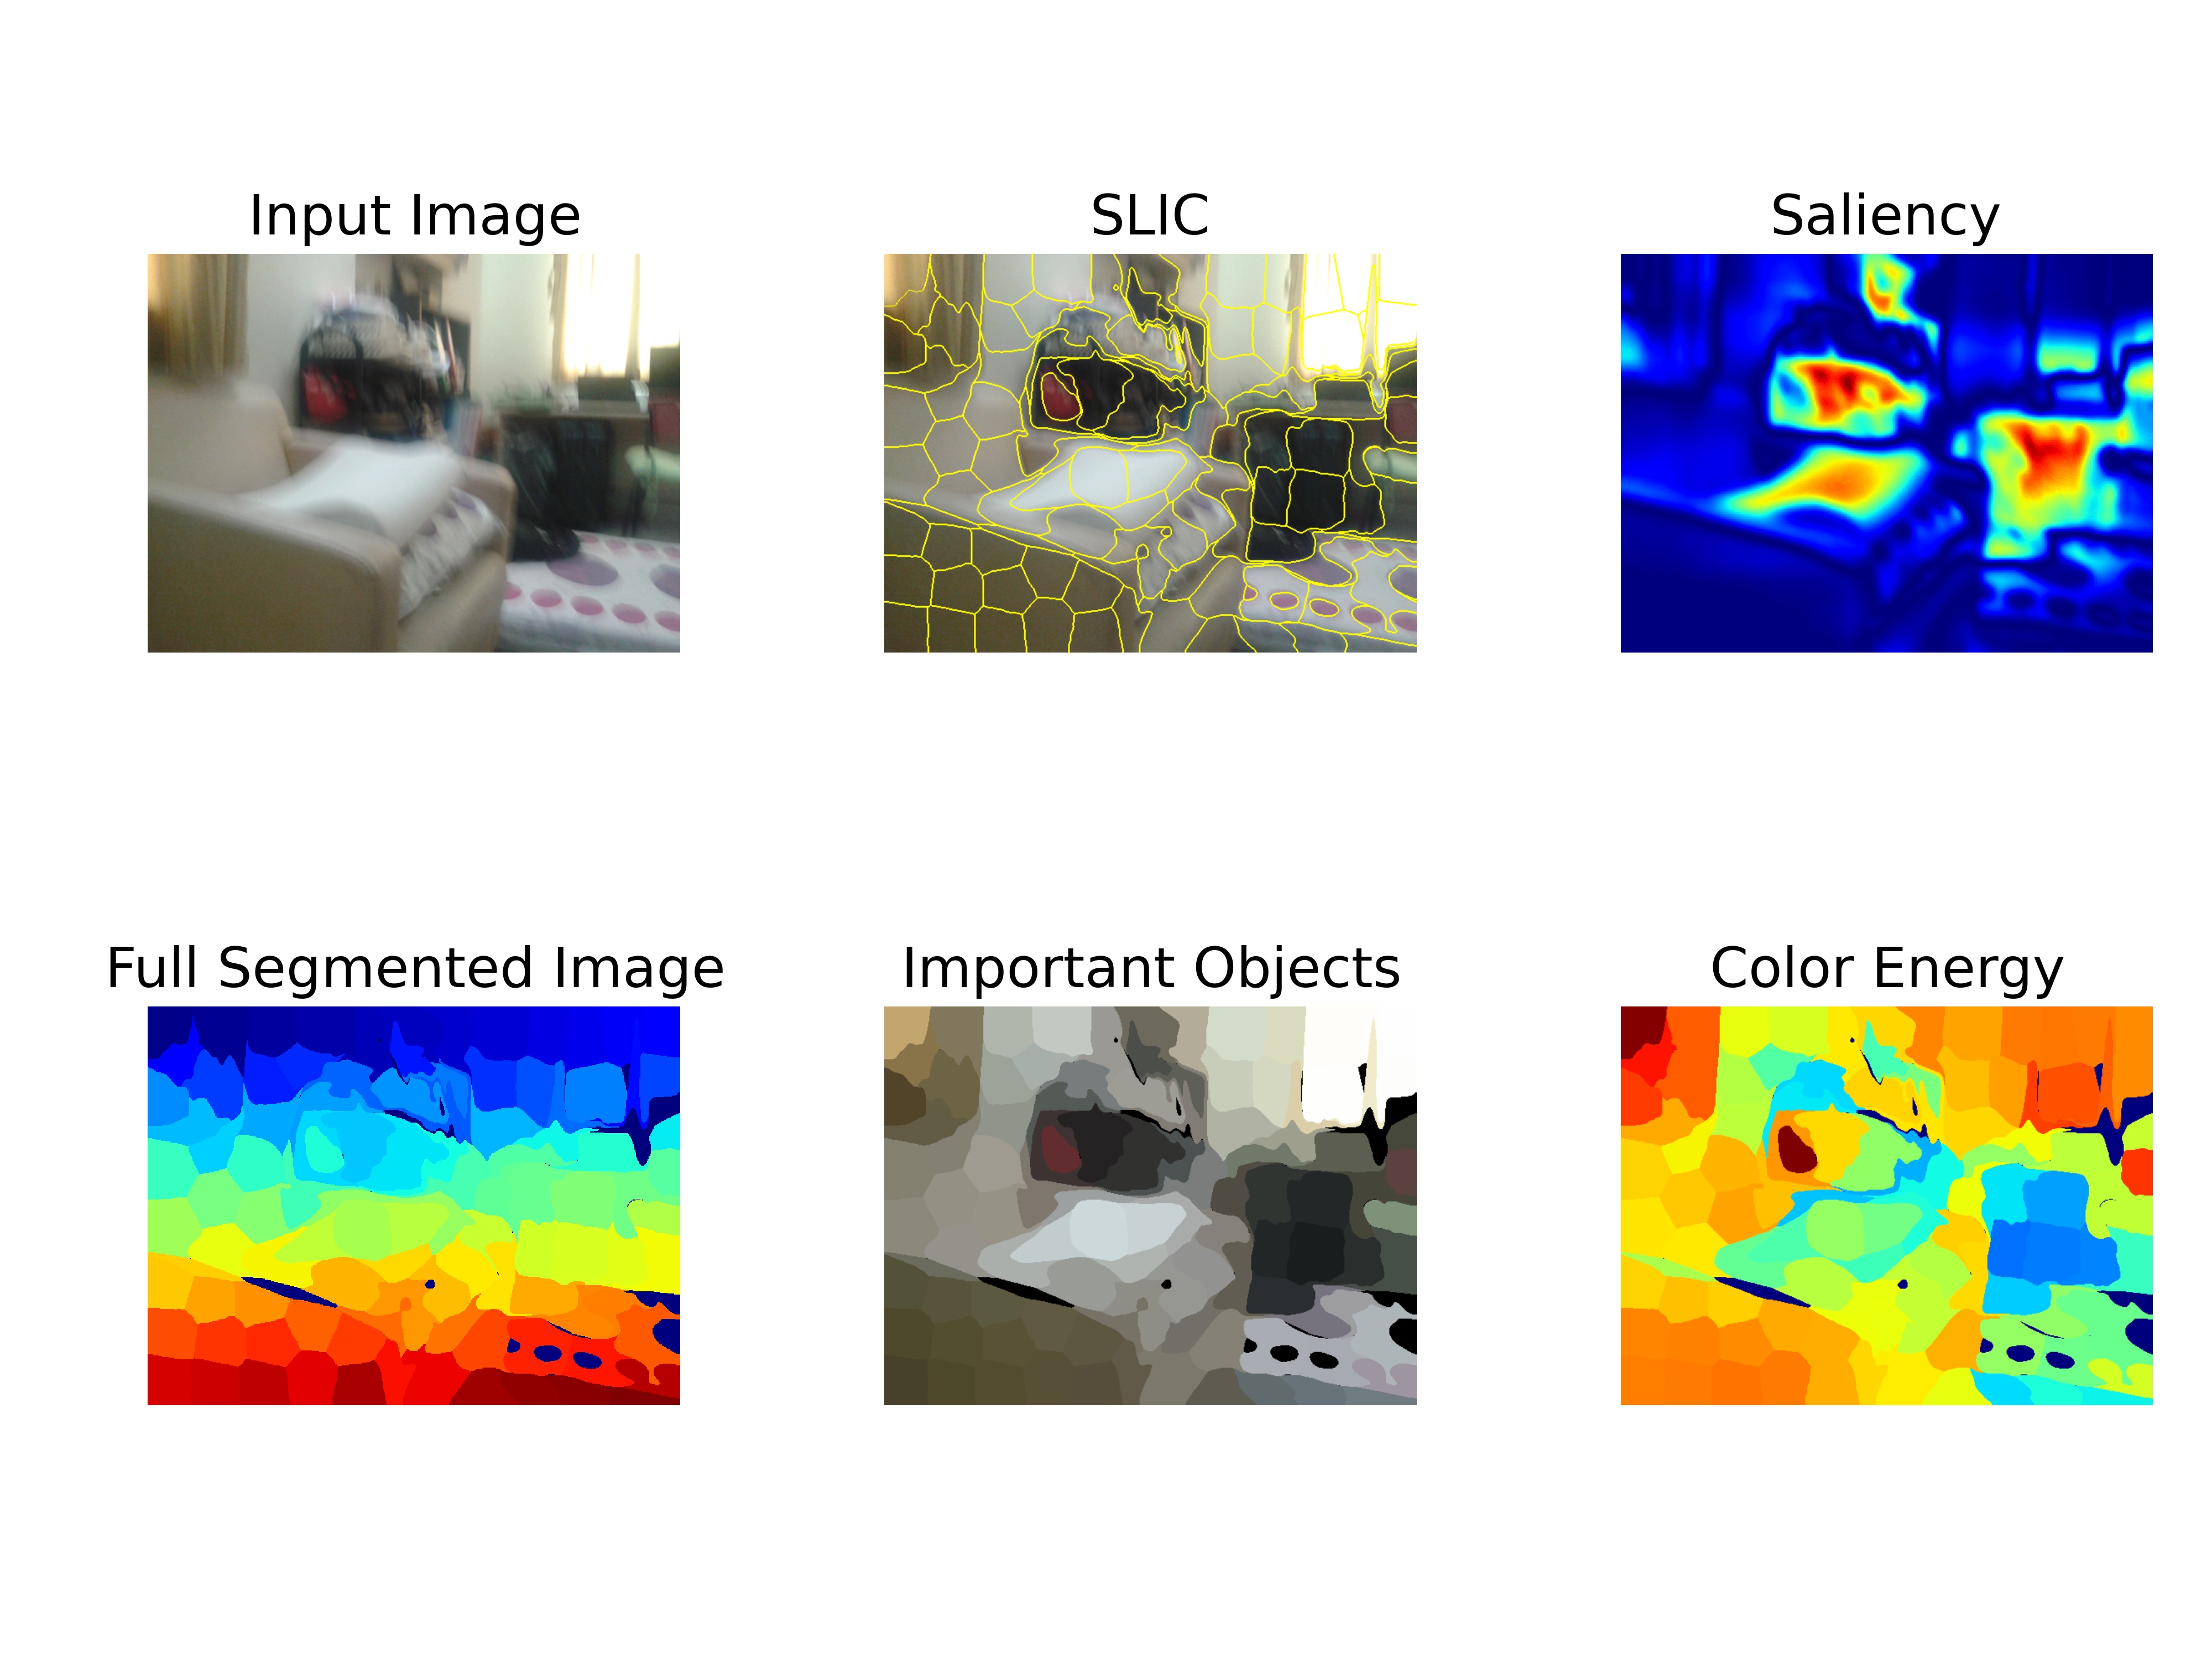 Input Image
SLIC
Saliency
Full Segmented Image
Important Objects
Color Energy